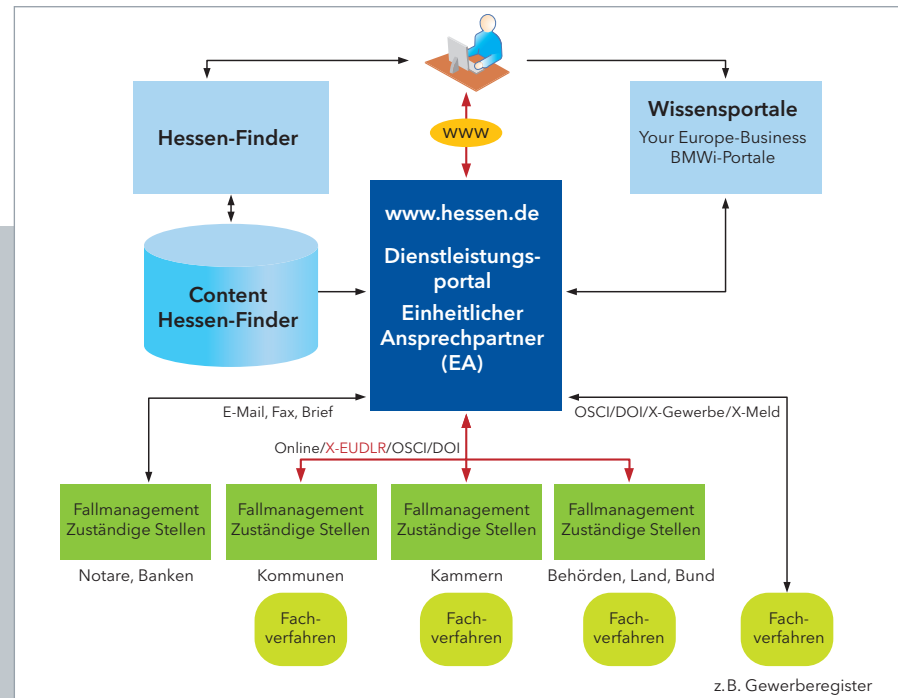 www
Hessen-Finder
Wissensportale
Your Europe-Business
BMWi-Portale
www.hessen.de
Dienstleistungs-
portal
Einheitlicher
Ansprechpartner
(EA)
Content
Hessen-Finder
E-Mail, Fax, Brief
OSCI/DOI/X-Gewerbe/X-Meld
Online/X-EUDLR/OSCI/DOI
Fallmanagement
Zuständige Stellen
Fallmanagement
Zuständige Stellen
Fallmanagement
Zuständige Stellen
Fallmanagement
Zuständige Stellen
Notare, Banken
Kommunen
Kammern
Behörden, Land, Bund
Fach-
verfahren
Fach-
verfahren
Fach-
verfahren
Fach-
verfahren
z. B. Gewerberegister